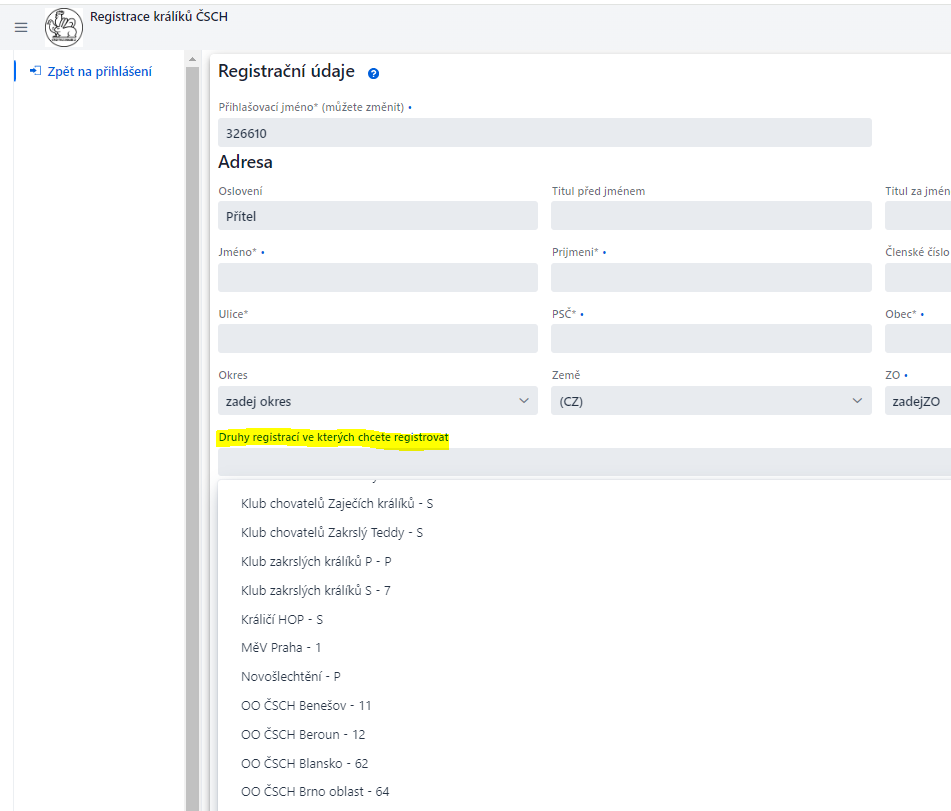 Registrace králíků ČSCH
Zpět na přihlášení
Registrační údaje ?
Přihlašovací jméno* (můžete změnit) •
326610
Adresa
Oslovení Titul před jménem Titul za jmén
Přítel
Jméno* • Prijmeni* • Členské číslo
Ulice* PSČ* • Obec* •
Okres Země ZO •
zadej okres (CZ) zadejZO
Druhy registrací ve kterých chcete registrovat
Klub chovatelů Zaječích králíků - S
Klub chovatelů Zakrslý Teddy - S
Klub zakrslých králíků P - P
Klub zakrslých králíků S - 7
Králičí HOP - S
MěV Praha - 1
Novošlechtění - P
OO ČSCH Benešov - 11
OO ČSCH Beroun - 12
OO ČSCH Blansko - 62
OO ČSCH Brno oblast - 64